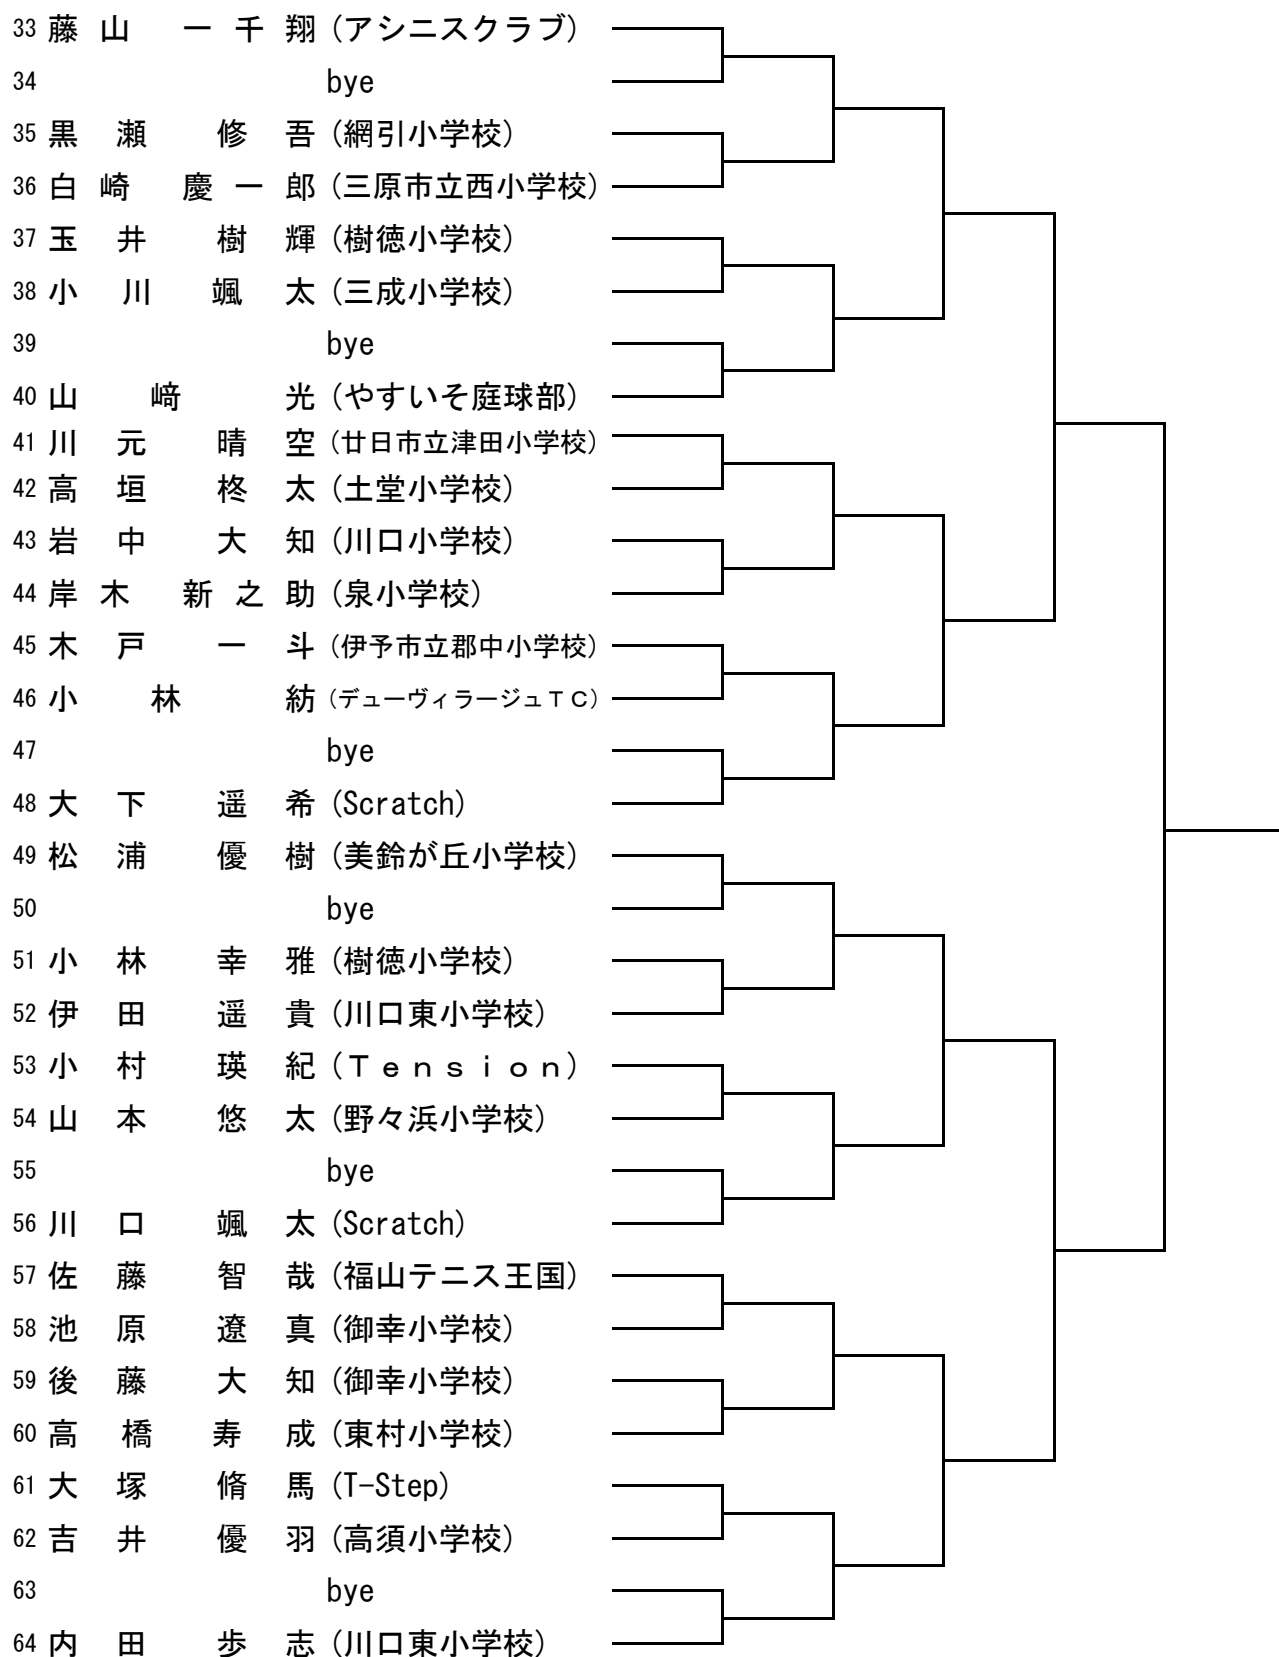 33 藤山 一千翔 (アシニスクラブ)
34 bye
35 黒瀬 修吾 (網引小学校)
36 白崎 慶一郎 (三原市立西小学校)
37 玉井 樹輝 (樹徳小学校)
38 小川 颯太 (三成小学校)
39 bye
40 山﨑 光 (やすいそ庭球部)
41 川元 晴空 (廿日市立津田小学校)
42 高垣 柊太 (土堂小学校)
43 岩中 大知 (川口小学校)
44 岸木 新之助 (泉小学校)
45 木戸 一斗 (伊予市立郡中小学校)
46 小林 紡 (デューヴィラージュTC)
47 bye
48 大下 遥希 (Scratch)
49 松浦 優樹 (美鈴が丘小学校)
50 bye
51 小林 幸雅 (樹徳小学校)
52 伊田 遥貴 (川口東小学校)
53 小村 瑛紀 (Tension)
54 山本 悠太 (野々浜小学校)
55 bye
56 川口 颯太 (Scratch)
57 佐藤 智哉 (福山テニス王国)
58 池原 遼真 (御幸小学校)
59 後藤 大知 (御幸小学校)
60 高橋 寿成 (東村小学校)
61 大塚 脩馬 (T-Step)
62 吉井 優羽 (高須小学校)
63 bye
64 内田 歩志 (川口東小学校)